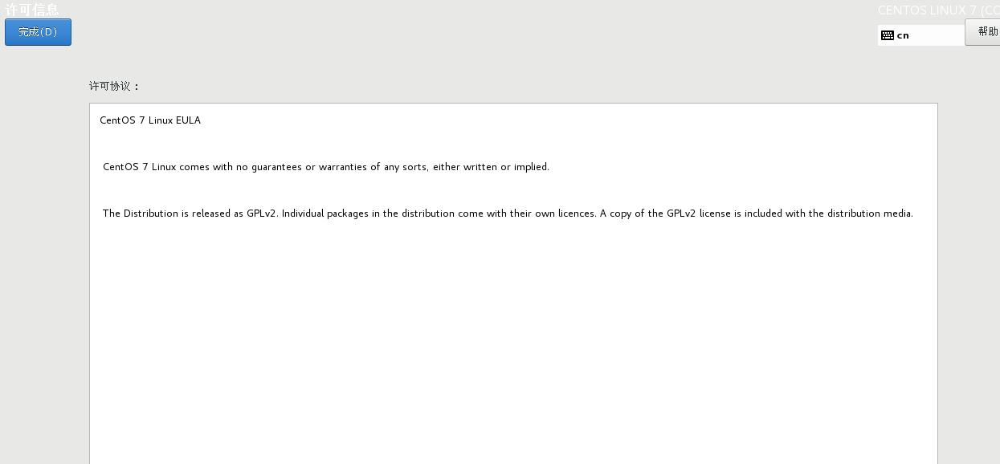 许可信息
CENTOS LINUX 7 (CO
完成(D)
cn
帮助
许可协议：
CentOS 7 Linux EULA
CentOS 7 Linux comes with no guarantees or warranties of any sorts, either written or implied.
The Distribution is released as GPLv2. Individual packages in the distribution come with their own licences. A copy of the GPLv2 license is included with the distribution media.